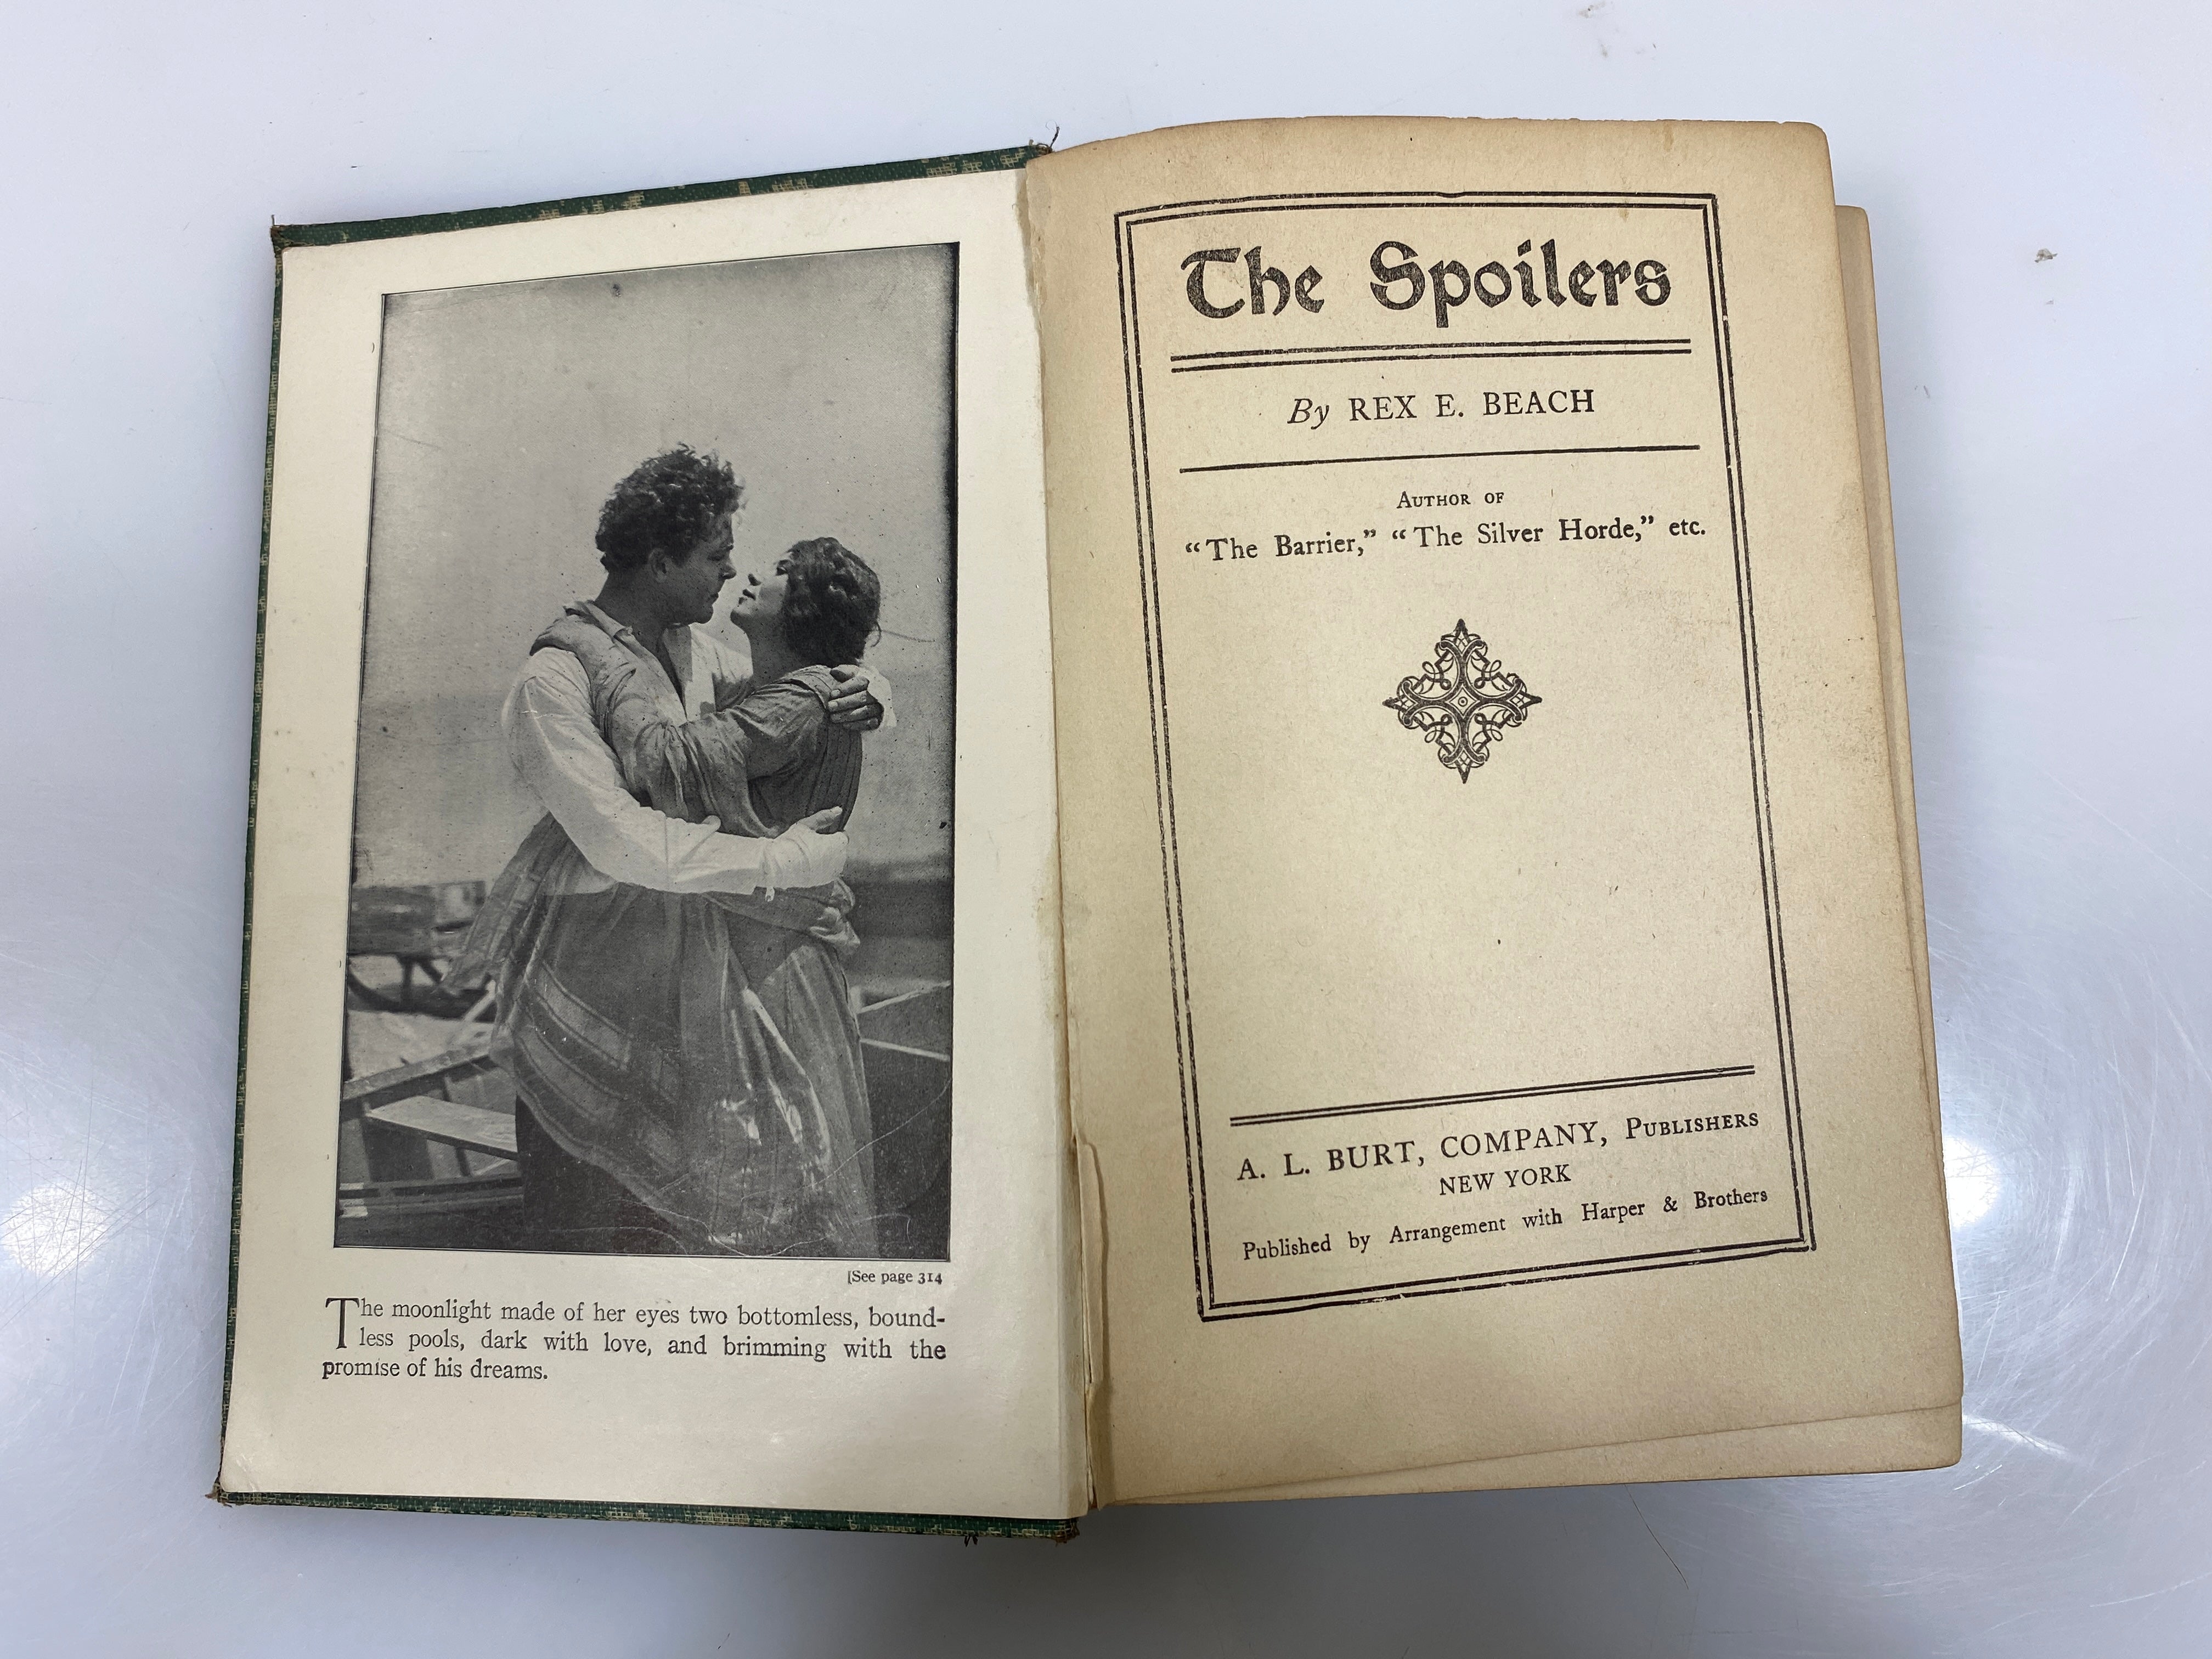 [See page 314
The moonlight made of her eyes two bottomless, bound-
less pools, dark with love, and brimming with the
promise of his dreams.
The Spoilers
By REX E. BEACH
AUTHOR OF
“The Barrier,” “The Silver Horde,” etc.
A. L. BURT, COMPANY, PUBLISHERS
NEW YORK
Published by Arrangement with Harper & Brothers